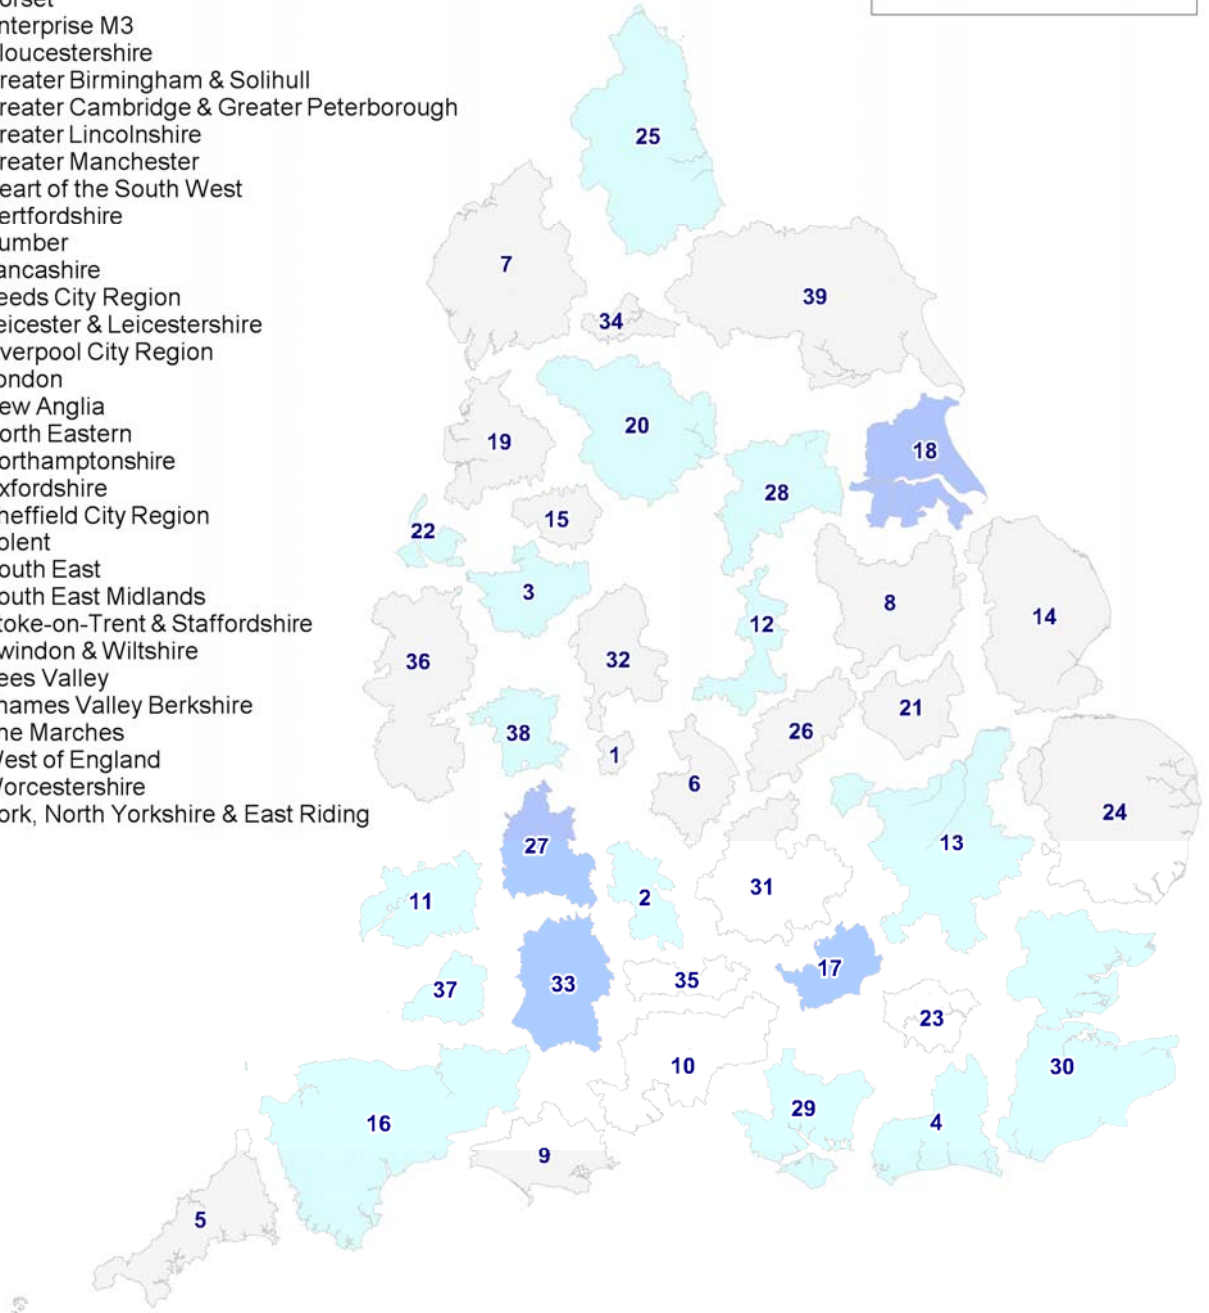 orset
nterprise M3
loucestershire
reater Birmingham & Solihull
reater Cambridge & Greater Peterborough
reater Lincolnshire
reater Manchester
eart of the South West
ertfordshire
umber
ancashire
eeds City Region
eicester & Leicestershire
iverpool City Region
ondon
ew Anglia
orth Eastern
orthamptonshire
xfordshire
heffield City Region
olent
outh East
outh East Midlands
toke-on-Trent & Staffordshire
windon & Wiltshire
ees Valley
hames Valley Berkshire
he Marches
est of England
orcestershire
ork, North Yorkshire & East Riding
25
7
39
34
20
19
18
28
15
22
3
8
14
12
32
36
21
26
38
1
6
24
13
27
31
2
11
17
35
33
37
23
10
30
29
4
16
9
5